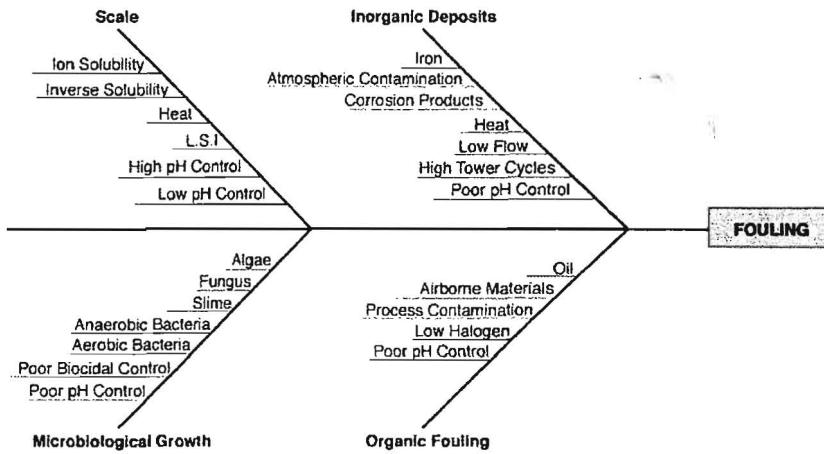 Scale
Ion Solubility
Inverse Solubility
Heat
L.S.I
High pH Control
Low pH Control
Inorganic Deposits
Iron
Atmospheric Contamination
Corrosion Products
Heat
Low Flow
High Tower Cycles
Poor pH Control
FOULING
Algae
Fungus
Slime
Anaerobic Bacteria
Aerobic Bacteria
Poor Biocidal Control
Poor pH Control
Microbiological Growth
Oil
Airborne Materials
Process Contamination
Low Halogen
Poor pH Control
Organic Fouling